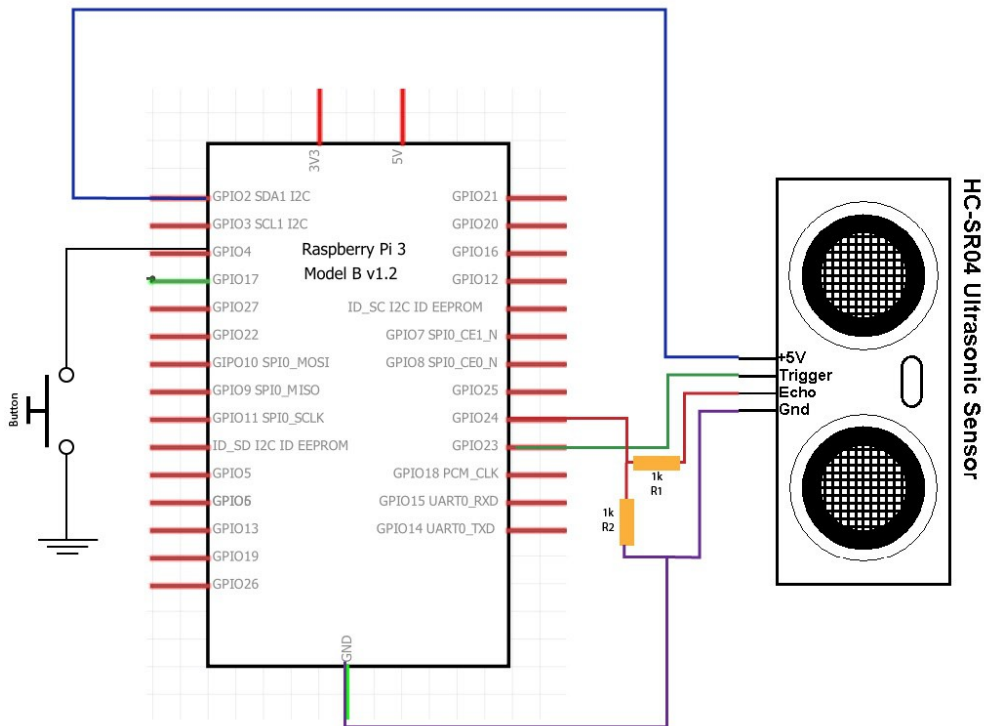 3V3
5V
GPIO2 SDA1 I2C
GPIO3 SCL1 I2C
GPIO4
GPIO17
GPIO27
GPIO22
GIPO10 SPI0_MOSI
GPIO9 SPI0_MISO
GPIO11 SPI0_SCLK
ID_SD I2C ID EEPROM
GPIO5
GPIO6
GPIO13
GPIO19
GPIO26
Raspberry Pi 3
Model B v1.2
GPIO21
GPIO20
GPIO16
GPIO12
ID_SC I2C ID EEPROM
GPIO7 SPI0_CE1_N
GPIO8 SPI0_CE0_N
GPIO25
GPIO24
GPIO23
GPIO18 PCM_CLK
GPIO15 UART0_RXD
GPIO14 UART0_TXD
GND
Button
1k
R1
1k
R2
+5V
Trigger
Echo
Gnd
HC-SR04 Ultrasonic Sensor